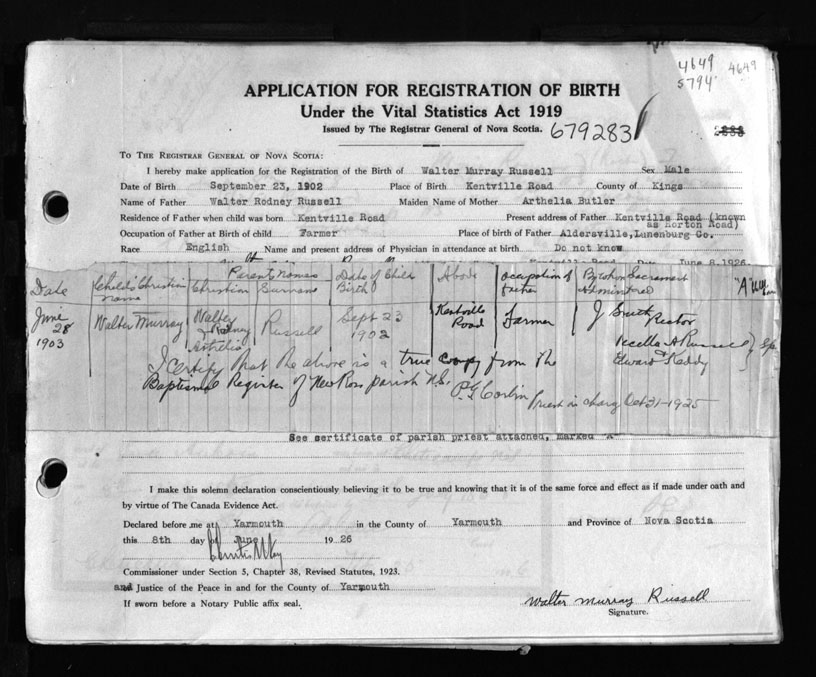 4649 4649
5794
APPLICATION FOR REGISTRATION OF BIRTH
Under the Vital Statistics Act 1919
Issued by The Registrar General of Nova Scotia. 679283
TO THE REGISTRAR GENERAL OF NOVA SCOTIA:
I hereby make application for the Registration of the Birth of Walter Murray Russell Sex Male
Date of Birth September 23, 1902 Place of Birth Kentville Road County of Kings
Name of Father Walter Rodney Russell Maiden Name of Mother Arthelia Butler
Residence of Father when child was born Kentville Road Present address of Father Kentville Road (known
as Horton Road)
Occupation of Father at Birth of child Farmer Place of birth of Father Aldersville, Lunenburg Co.
Race English Name and present address of Physician in attendance at birth Do not know
June 8, 1926
Date Child's Christian name Parents names Christian Surname Date of Child Birth Abode Occupation of father By whom Sacrament Adminitered "A"
June 28 1903 Walter Murray Walter Rodney Arthelia Russell Sept 23 1902 Kentville Road Farmer J Smith Rector
Russell
Edward Keddy
I certify that the above is a true copy from the
Baptismal Register of New Ross parish N.S.
Priest in charg Oct 31-1925
See certificate of parish priest attached, marked "A"
I make this solemn declaration conscientiously believing it to be true and knowing that it is of the same force and effect as if made under oath and
by virtue of The Canada Evidence Act.
Declared before me at Yarmouth in the County of Yarmouth and Province of Nova Scotia
this 8th day of June 1926
Commissioner under Section 5, Chapter 38, Revised Statutes, 1923.
and Justice of the Peace in and for the County of Yarmouth
If sworn before a Notary Public affix seal.
Walter Murray Russell
Signature.